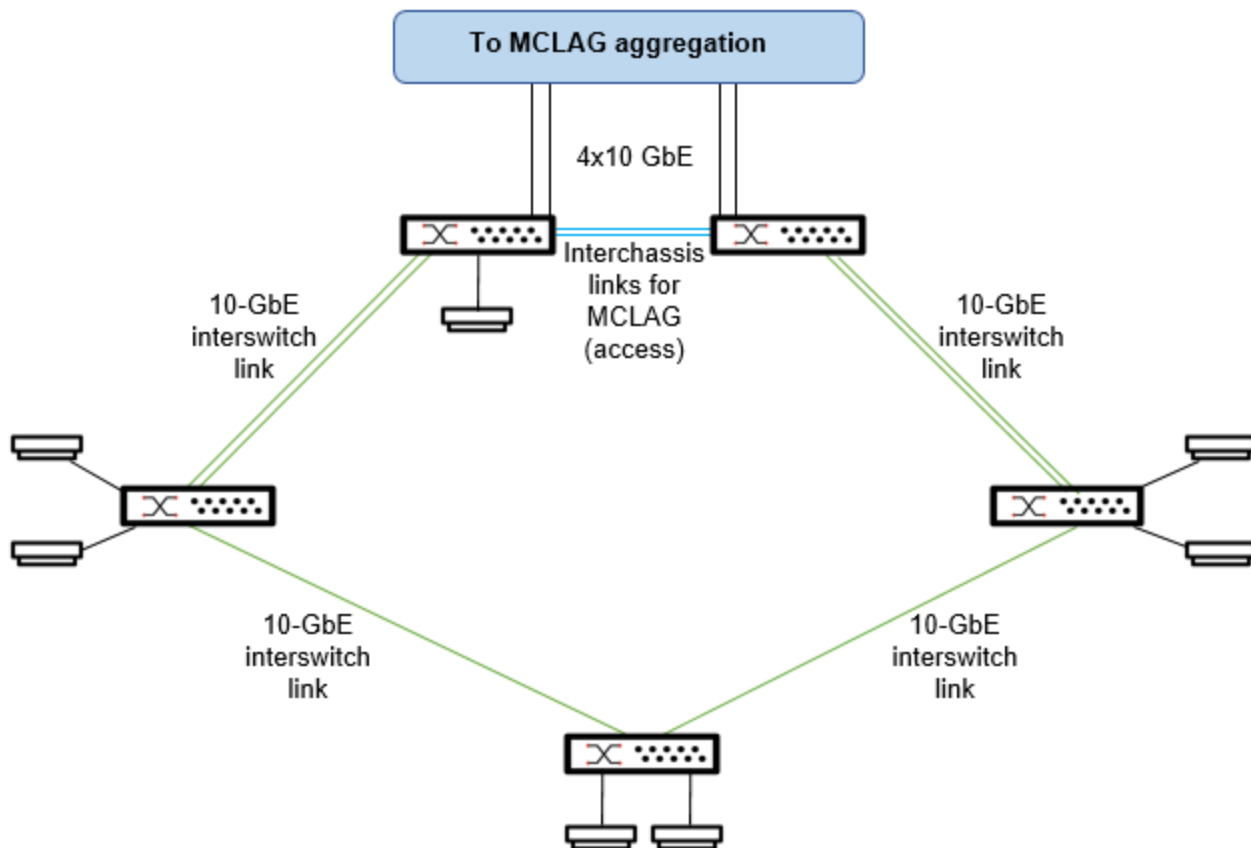 To MCLAG aggregation
4x10 GbE
Interchassis
links for
MCLAG
(access)
10-GbE
interswitch
link
10-GbE
interswitch
link
10-GbE
interswitch
link
10-GbE
interswitch
link